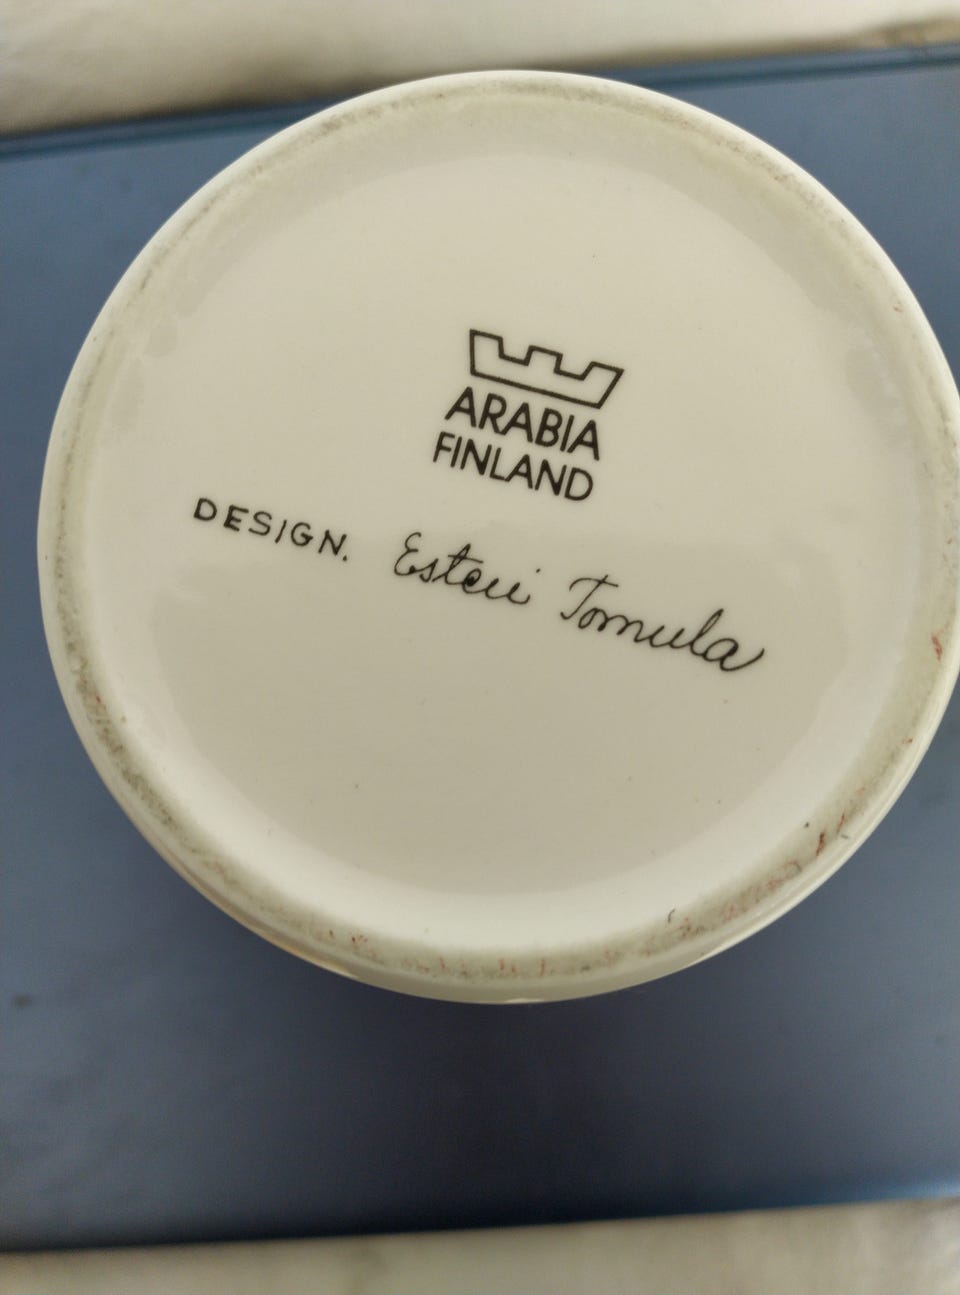 ARABIA
FINLAND
DESIGN. Esteri Tomula